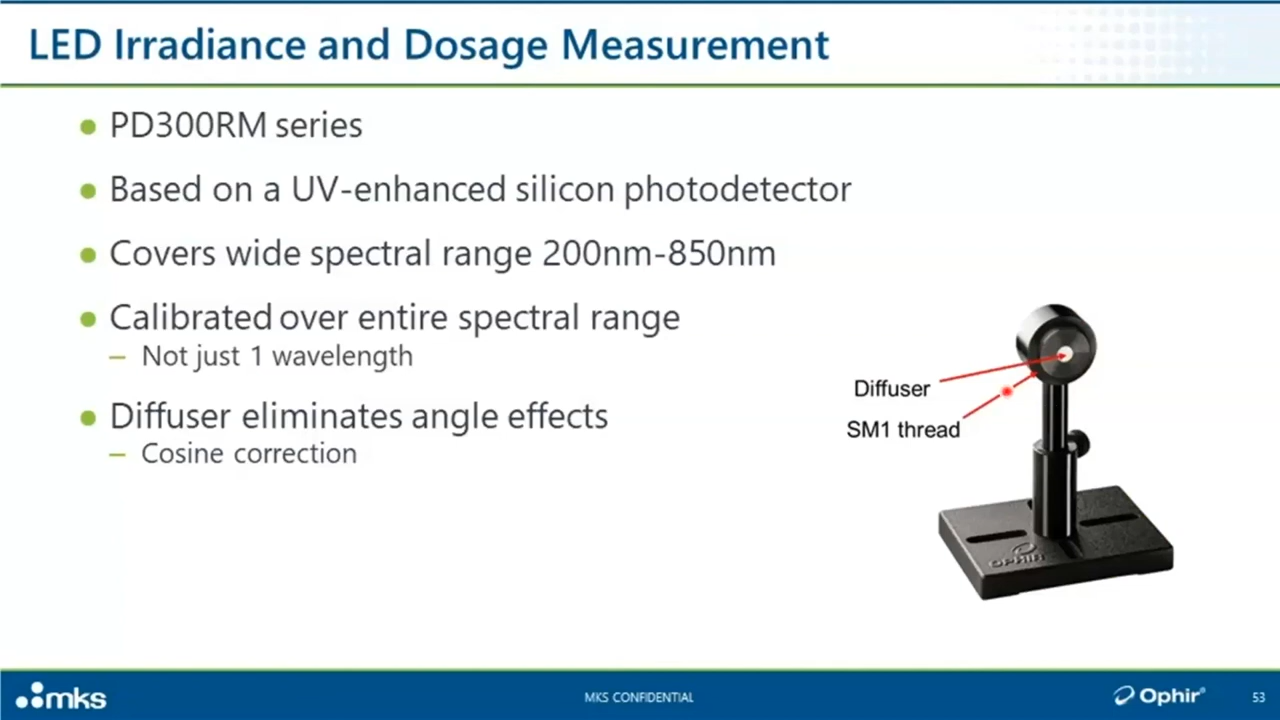 LED Irradiance and Dosage Measurement
PD300RM series
Based on a UV-enhanced silicon photodetector
Covers wide spectral range 200nm-850nm
Calibrated over entire spectral range
– Not just 1 wavelength
Diffuser eliminates angle effects
– Cosine correction
Diffuser
SM1 thread
OPHIR
mks
MKS CONFIDENTIAL
Ophir®
53